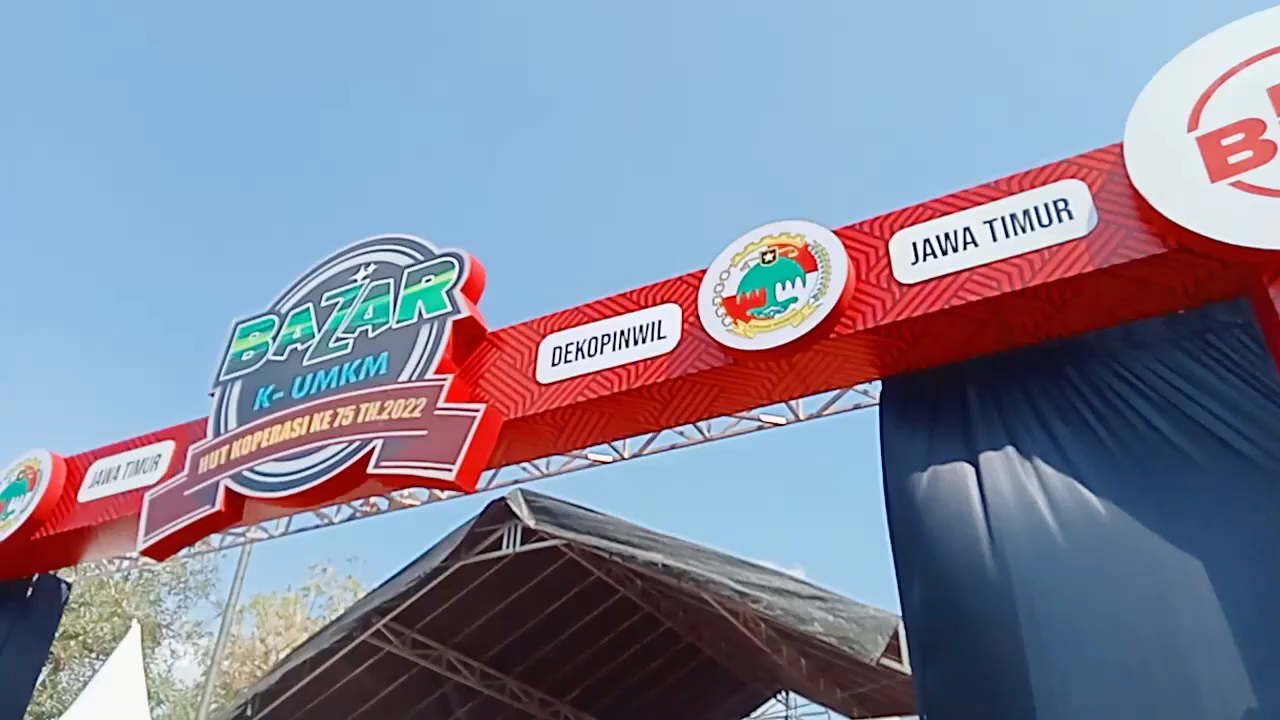 BAZAR
K- UMKM
HUT KOPERASI KE 75 TH.2022
JAWA TIMUR
DEKOPINWIL
JAWA TIMUR